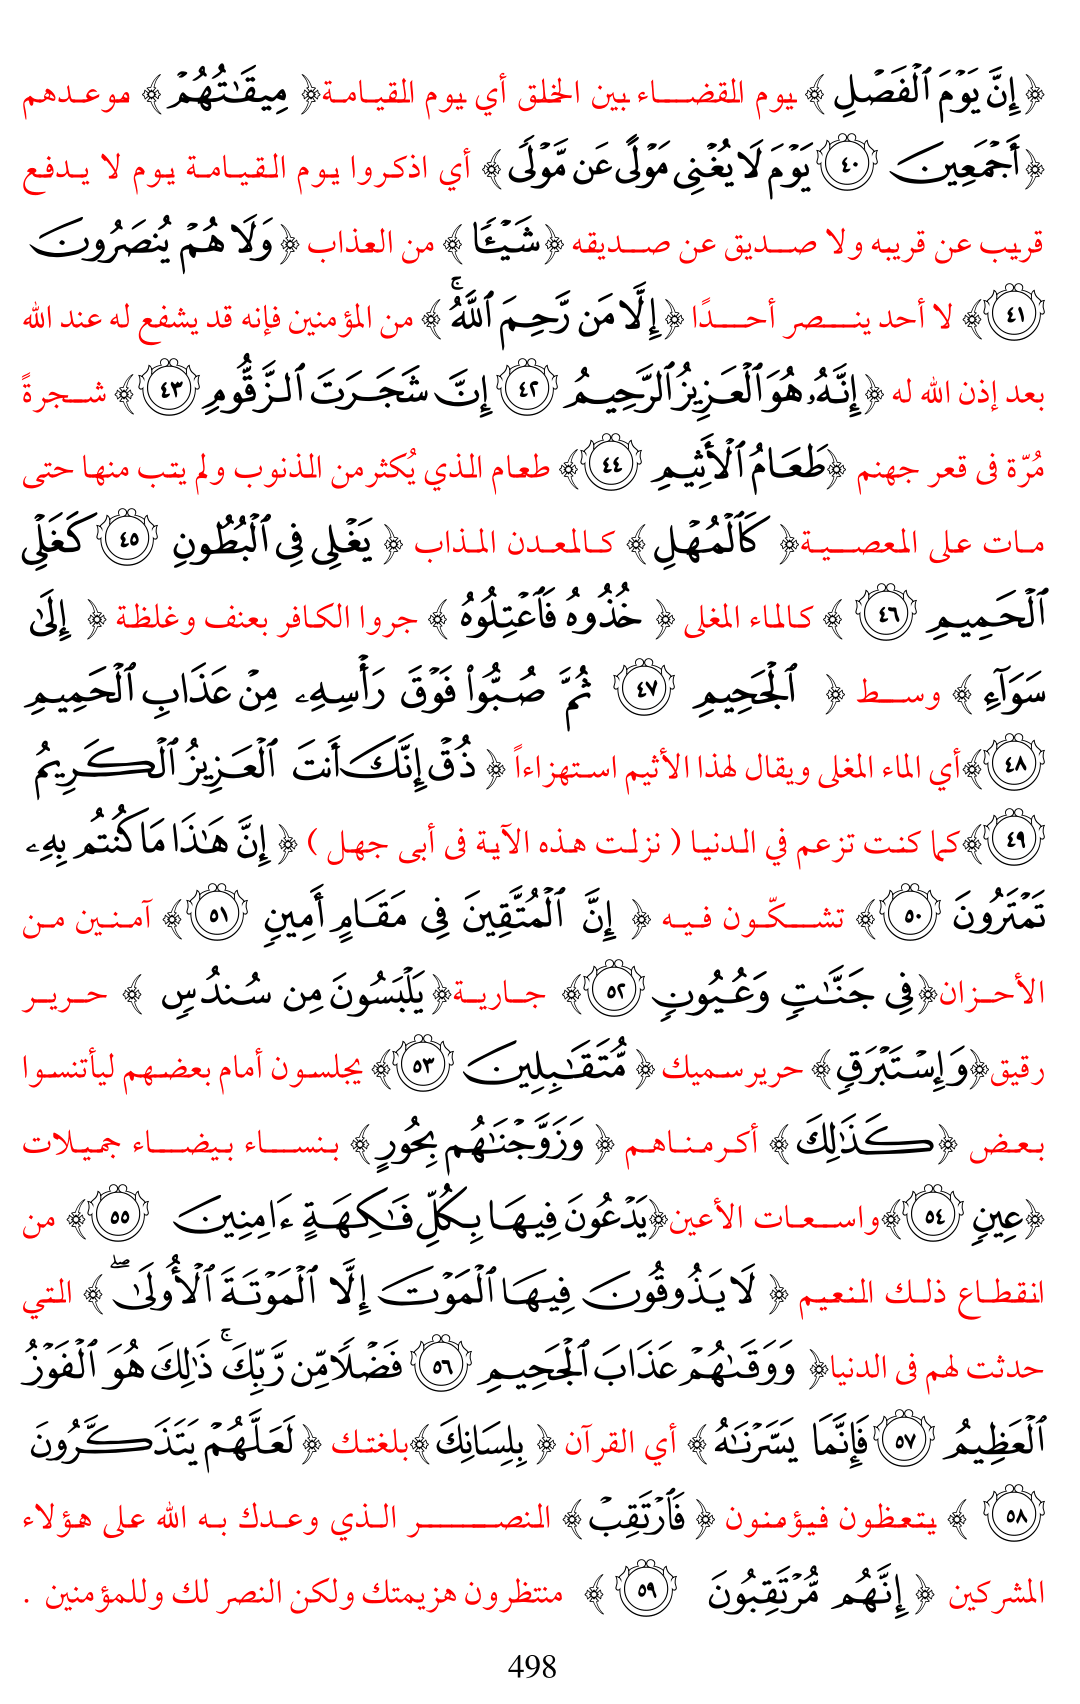 ﴿ إِنَّ يَوْمَ ٱلْفَصْلِ ﴾ يوم القضاء بين الخلق أي يوم القيامة﴿ مِيقَٰتُهُمْ ﴾ موعدهم
﴿أَجْمَعِينَ ٤٠ يَوْمَ لَا يُغْنِى مَوْلًى عَن مَّوْلًى﴾ أي اذكروا يوم القيامة يوم لا يدفع
قريب عن قريبه ولا صديق عن صديقه ﴿شَيْـًٔا﴾ من العذاب ﴿وَلَا هُمْ يُنصَرُونَ
٤١﴾ لا أحد ينصر أحدًا ﴿إِلَّا مَن رَّحِمَ ٱللَّهُ ۚ﴾ من المؤمنين فإنه قد يشفع له عند الله
بعد إذن الله له ﴿إِنَّهُۥ هُوَ ٱلْعَزِيزُ ٱلرَّحِيمُ ٤٢ إِنَّ شَجَرَتَ ٱلزَّقُّومِ ٤٣﴾ شجرةً
مُرّة فى قعر جهنم ﴿طَعَامُ ٱلْأَثِيمِ ٤٤﴾ طعام الذي يُكثر من الذنوب ولم يتب منها حتى
مات على المعصية﴿ كَٱلْمُهْلِ﴾ كالمعدن المذاب ﴿ يَغْلِى فِى ٱلْبُطُونِ ٤٥ كَغَلْىِ
ٱلْحَمِيمِ ٤٦ ﴾ كالماء المغلى ﴿ خُذُوهُ فَٱعْتِلُوهُ ﴾ جروا الكافر بعنف وغلظة ﴿ إِلَىٰ
سَوَآءِ ﴾ وسط ﴿ ٱلْجَحِيمِ ٤٧ ثُمَّ صُبُّوا۟ فَوْقَ رَأْسِهِۦ مِنْ عَذَابِ ٱلْحَمِيمِ
٤٨﴾أي الماء المغلى ويقال لهذا الأثيم استهزاءاً ﴿ ذُقْ إِنَّكَ أَنتَ ٱلْعَزِيزُ ٱلْكَرِيمُ
٤٩﴾كما كنت تزعم في الدنيا ( نزلت هذه الآية فى أبى جهل ) ﴿ إِنَّ هَٰذَا مَا كُنتُم بِهِۦ
تَمْتَرُونَ ٥٠﴾ تشكّون فيه ﴿ إِنَّ ٱلْمُتَّقِينَ فِى مَقَامٍ أَمِينٍ ٥١﴾ آمنين من
الأحزان﴿فِى جَنَّٰتٍ وَعُيُونٍ ٥٢﴾ جارية﴿يَلْبَسُونَ مِن سُندُسٍ ﴾ حرير
رقيق﴿وَإِسْتَبْرَقٍ﴾ حرير سميك ﴿ مُّتَقَٰبِلِينَ ٥٣﴾ يجلسون أمام بعضهم ليأتنسوا
بعض ﴿كَذَٰلِكَ﴾ أكرمناهم ﴿ وَزَوَّجْنَٰهُم بِحُورٍ﴾ بنساء بيضاء جميلات
﴿عِينٍ ٥٤﴾واسعات الأعين﴿يَدْعُونَ فِيهَا بِكُلِّ فَٰكِهَةٍ ءَامِنِينَ ٥٥﴾ من
انقطاع ذلك النعيم ﴿ لَا يَذُوقُونَ فِيهَا ٱلْمَوْتَ إِلَّا ٱلْمَوْتَةَ ٱلْأُولَىٰ ۖ﴾ التي
حدثت لهم فى الدنيا﴿ وَوَقَىٰهُمْ عَذَابَ ٱلْجَحِيمِ ٥٦ فَضْلًا مِّن رَّبِّكَ ۚ ذَٰلِكَ هُوَ ٱلْفَوْزُ
ٱلْعَظِيمُ ٥٧ فَإِنَّمَا يَسَّرْنَٰهُ﴾ أي القرآن ﴿ بِلِسَانِكَ﴾بلغتك ﴿ لَعَلَّهُمْ يَتَذَكَّرُونَ
٥٨ ﴾ يتعظون فيؤمنون ﴿ فَٱرْتَقِبْ﴾ النصر الذي وعدك به الله على هؤلاء
المشركين ﴿ إِنَّهُم مُّرْتَقِبُونَ ٥٩ ﴾ منتظرون هزيمتك ولكن النصر لك وللمؤمنين .
498